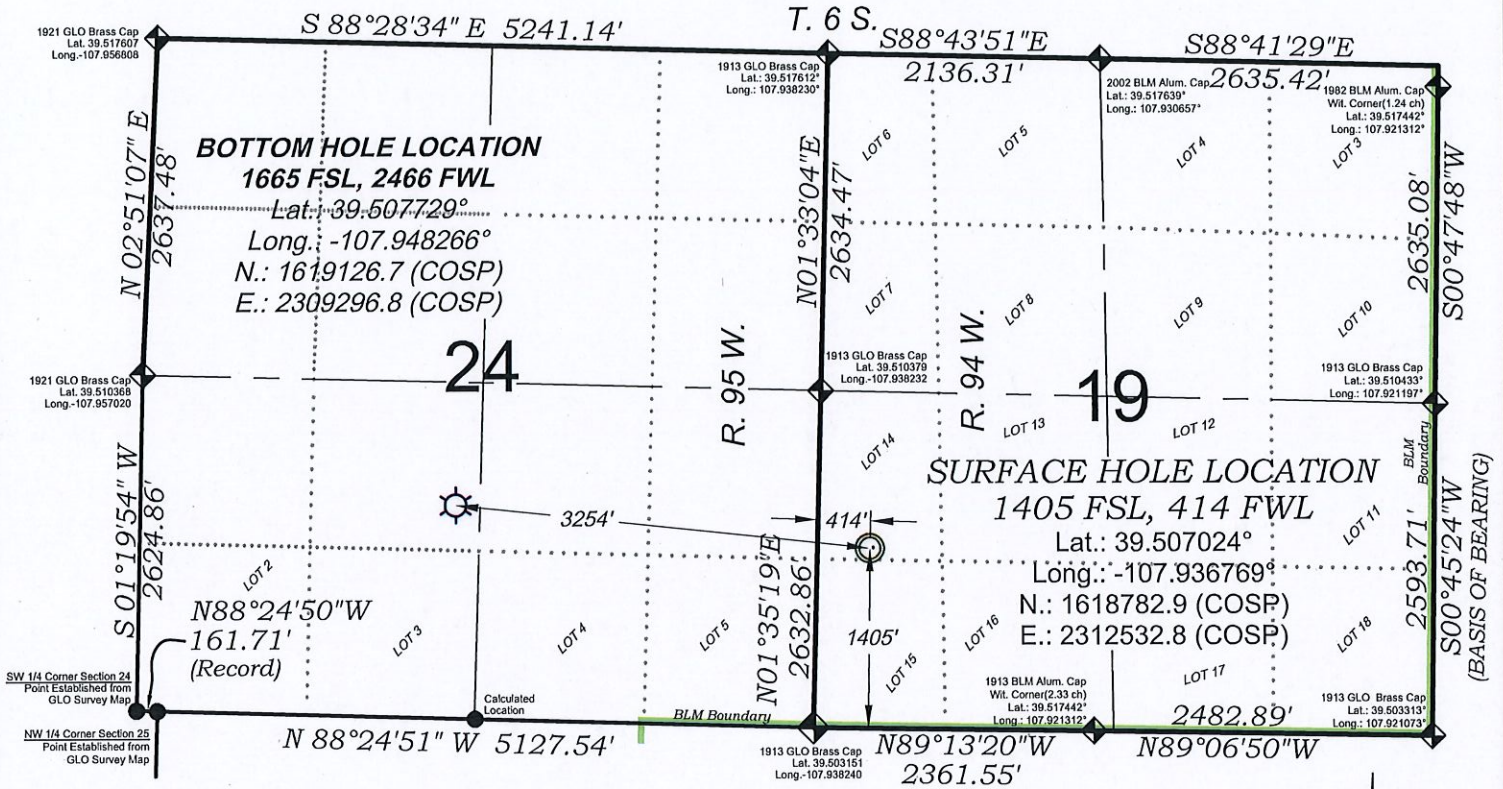 T. 6 S.
S 88°28'34" E 5241.14'
S88°43'51"E
2136.31'
S88°41'29"E
2635.42'
1921 GLO Brass Cap
Lat. 39.517607
Long.-107.956808
1913 GLO Brass Cap
Lat.: 39.517612°
Long.: 107.938230°
2002 BLM Alum. Cap
Lat.: 39.517639°
Long.: 107.930657°
1982 BLM Alum. Cap
Wit. Corner(1.24 ch)
Lat.: 39.517442°
Long.: 107.921312°
N 02°51'07" E
2637.48'
BOTTOM HOLE LOCATION
1665 FSL, 2466 FWL
Lat.: 39.507729°
Long.: -107.948266°
N.: 1619126.7 (COSP)
E.: 2309296.8 (COSP)
N01°33'04"E
2634.47'
LOT 6
LOT 5
LOT 4
LOT 3
2635.08'
S00°47'48"W
LOT 7
LOT 8
LOT 9
LOT 10
24
R. 95 W.
R. 94 W.
19
1921 GLO Brass Cap
Lat. 39.510368
Long.-107.957020
1913 GLO Brass Cap
Lat. 39.510379
Long.-107.938232
1913 GLO Brass Cap
Lat.: 39.510433°
Long.: 107.921197°
LOT 14
LOT 13
LOT 12
BLM
Boundary
S 01°19'54" W
2624.86'
3254'
414'
SURFACE HOLE LOCATION
1405 FSL, 414 FWL
Lat.: 39.507024°
Long.: -107.936769°
N.: 1618782.9 (COSP)
E.: 2312532.8 (COSP)
LOT 11
2593.71'
S00°45'24"W
(BASIS OF BEARING)
LOT 2
N88°24'50"W
161.71'
(Record)
LOT 3
LOT 4
LOT 5
N01°35'19"E
2632.86'
1405'
LOT 15
LOT 16
LOT 17
LOT 18
SW 1/4 Corner Section 24
Point Established from
GLO Survey Map
NW 1/4 Corner Section 25
Point Established from
GLO Survey Map
Calculated
Location
BLM Boundary
1913 BLM Alum. Cap
Wit. Corner(2.33 ch)
Lat.: 39.517442°
Long.: 107.921312°
1913 GLO Brass Cap
Lat.: 39.503313°
Long.: 107.921073°
N 88°24'51" W 5127.54'
1913 GLO Brass Cap
Lat. 39.503151
Long.-107.938240
N89°13'20"W
2361.55'
2482.89'
N89°06'50"W